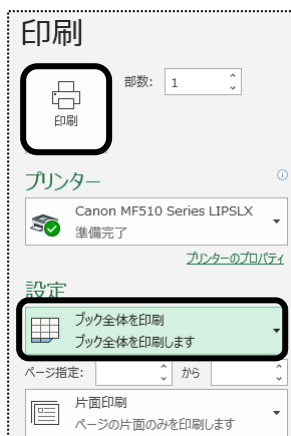 印刷
部数: 1
印刷
プリンター
Canon MF510 Series LIPSLX
準備完了
プリンターのプロパティ
設定
ブック全体を印刷
ブック全体を印刷します
ページ指定: から
片面印刷
ページの片面のみを印刷します